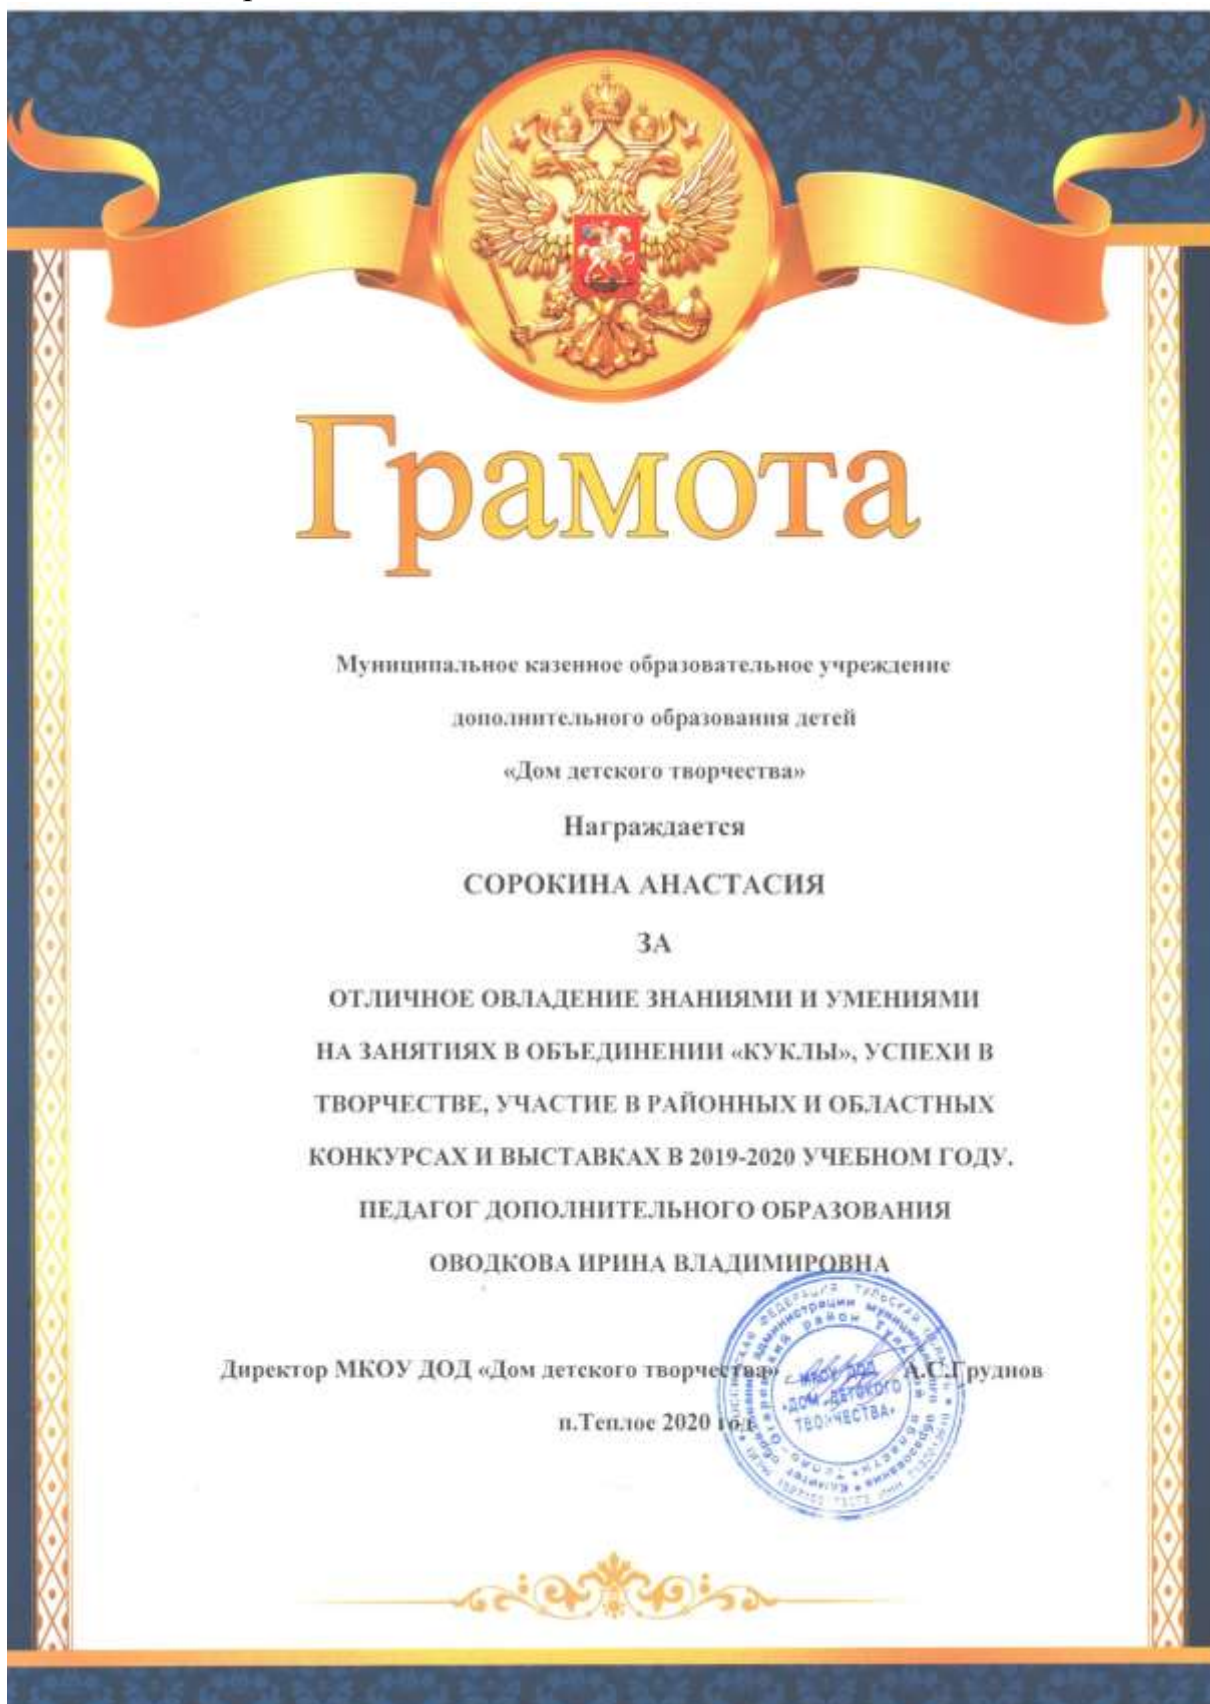 Грамота
Муниципальное казенное образовательное учреждение
дополнительного образования детей
«Дом детского творчества»
Награждается
СОРОКИНА АНАСТАСИЯ
ЗА
ОТЛИЧНОЕ ОВЛАДЕНИЕ ЗНАНИЯМИ И УМЕНИЯМИ
НА ЗАНЯТИЯХ В ОБЪЕДИНЕНИИ «КУКЛЫ», УСПЕХИ В
ТВОРЧЕСТВЕ, УЧАСТИЕ В РАЙОННЫХ И ОБЛАСТНЫХ
КОНКУРСАХ И ВЫСТАВКАХ В 2019-2020 УЧЕБНОМ ГОДУ.
ПЕДАГОГ ДОПОЛНИТЕЛЬНОГО ОБРАЗОВАНИЯ
ОВОДКОВА ИРИНА ВЛАДИМИРОВНА
Директор МКОУ ДОД «Дом детского творчества» А.С.Груднов
п.Теплое 2020 год
МКОУ ДОД
«ДОМ ДЕТСКОГО
ТВОРЧЕСТВА»